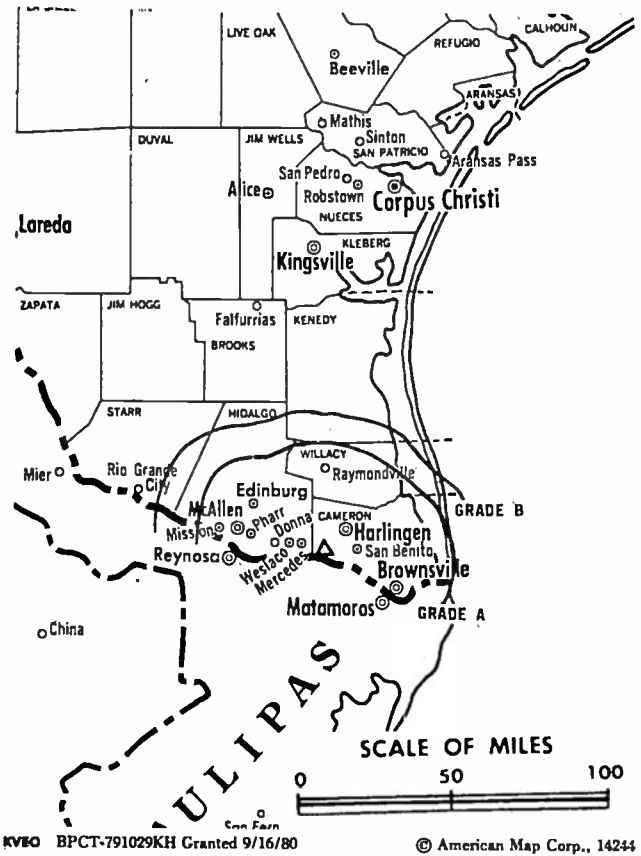 LIVE OAK
CALHOUN
REFUGIO
Beeville
ARANSAS
Mathis
Sinton
SAN PATRICIO
DUVAL
JIM WELLS
Aransas Pass
San Pedro
Alice
Robstown
Corpus Christi
NUECES
Laredo
KLEBERG
Kingsville
ZAPATA
JIM HOGG
Falfurrias
KENEDY
BROOKS
STARR
HIDALGO
WILLACY
Mier
Rio Grande
City
Raymondville
Edinburg
GRADE B
McAllen
Pharr
Donna
CAMERON
Mission
Harlingen
Reynosa
Weslaco
Mercedes
San Benito
Brownsville
Matamoros
GRADE A
China
AULIPAS
SCALE OF MILES
0 50 100
San Fern
KVEO BPCT-791029KH Granted 9/16/80
© American Map Corp., 14244